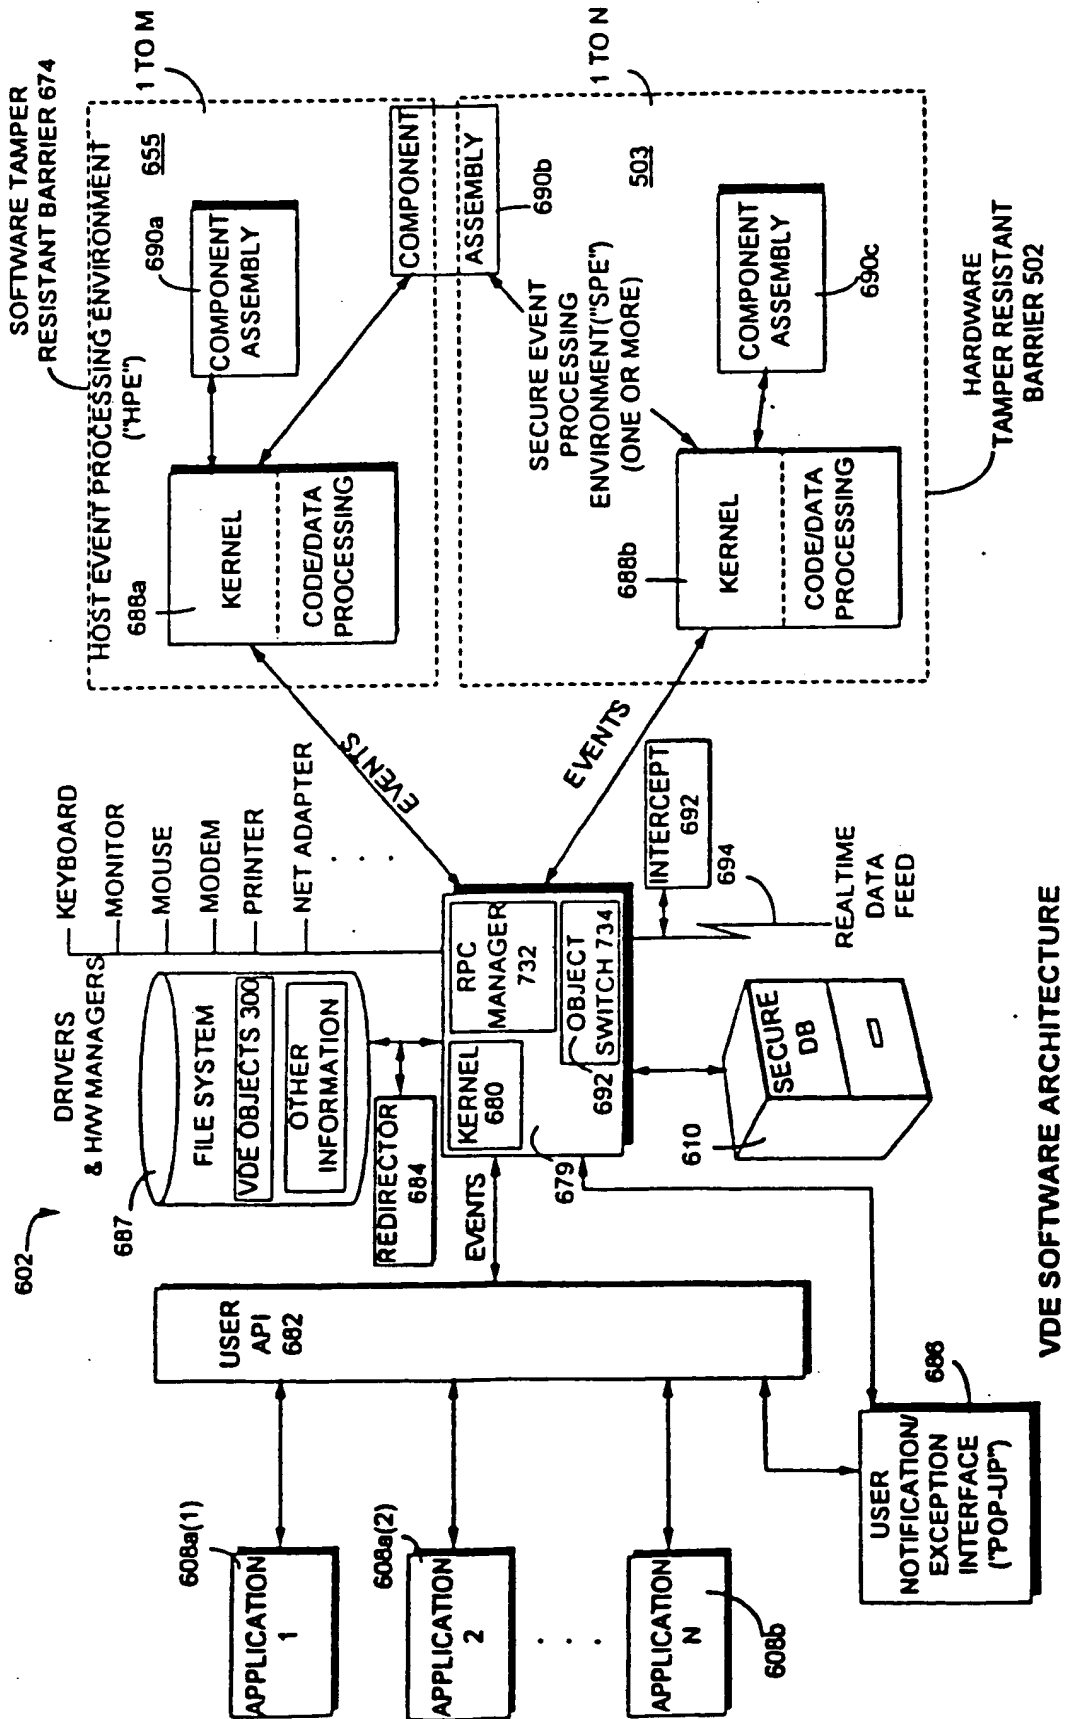 602
APPLICATION
1
608a(1)
APPLICATION
2
608a(2)
. . . .
APPLICATION
N
608b
USER
API
682
USER
NOTIFICATION/
EXCEPTION
INTERFACE
("POP-UP")
686
DRIVERS
& H/W MANAGERS
KEYBOARD
MONITOR
MOUSE
MODEM
PRINTER
NET ADAPTER
. . . .
687
FILE SYSTEM
VDE OBJECTS 300
OTHER
INFORMATION
REDIRECTOR
684
EVENTS
KERNEL
680
RPC
MANAGER
732
OBJECT
SWITCH 734
692
679
SECURE
DB
610
INTERCEPT
692
694
REALTIME
DATA
FEED
EVENTS
EVENTS
SOFTWARE TAMPER
RESISTANT BARRIER 674
HOST EVENT PROCESSING ENVIRONMENT
("HPE")
655
1 TO M
688a
KERNEL
CODE/DATA
PROCESSING
690a
COMPONENT
ASSEMBLY
COMPONENT
ASSEMBLY
690b
SECURE EVENT
PROCESSING
ENVIRONMENT("SPE")
(ONE OR MORE)
503
1 TO N
688b
KERNEL
CODE/DATA
PROCESSING
COMPONENT
ASSEMBLY
690c
HARDWARE
TAMPER RESISTANT
BARRIER 502
VDE SOFTWARE ARCHITECTURE